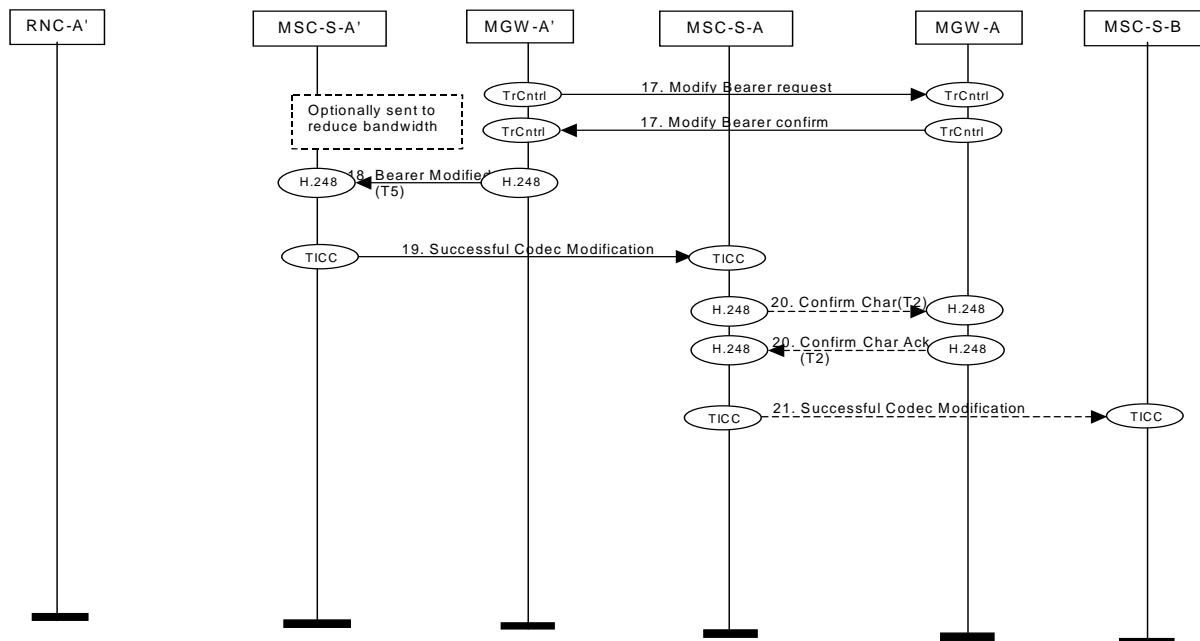 RNC-A'
MSC-S-A’
MGW-A’
MSC-S-A
MGW-A
MSC-S-B
TrCntrl
17. Modify Bearer request
TrCntrl
Optionally sent to
reduce bandwidth
TrCntrl
17. Modify Bearer confirm
TrCntrl
H.248
18. Bearer Modified
(T5)
H.248
TICC
19. Successful Codec Modification
TICC
H.248
20. Confirm Char(T2)
H.248
H.248
20. Confirm Char Ack
(T2)
H.248
TICC
21. Successful Codec Modification
TICC